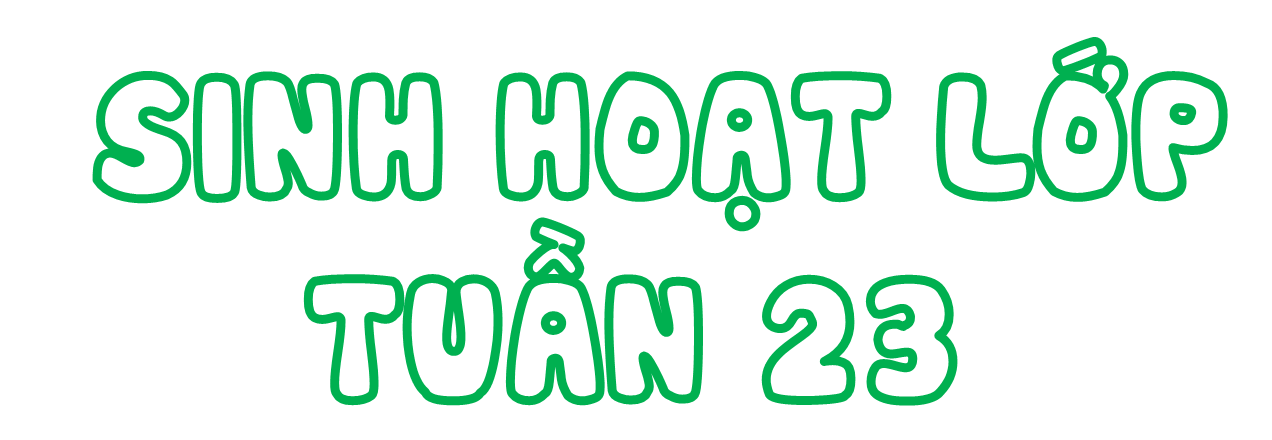 SINH HOẠT LỚP
TUẦN 23